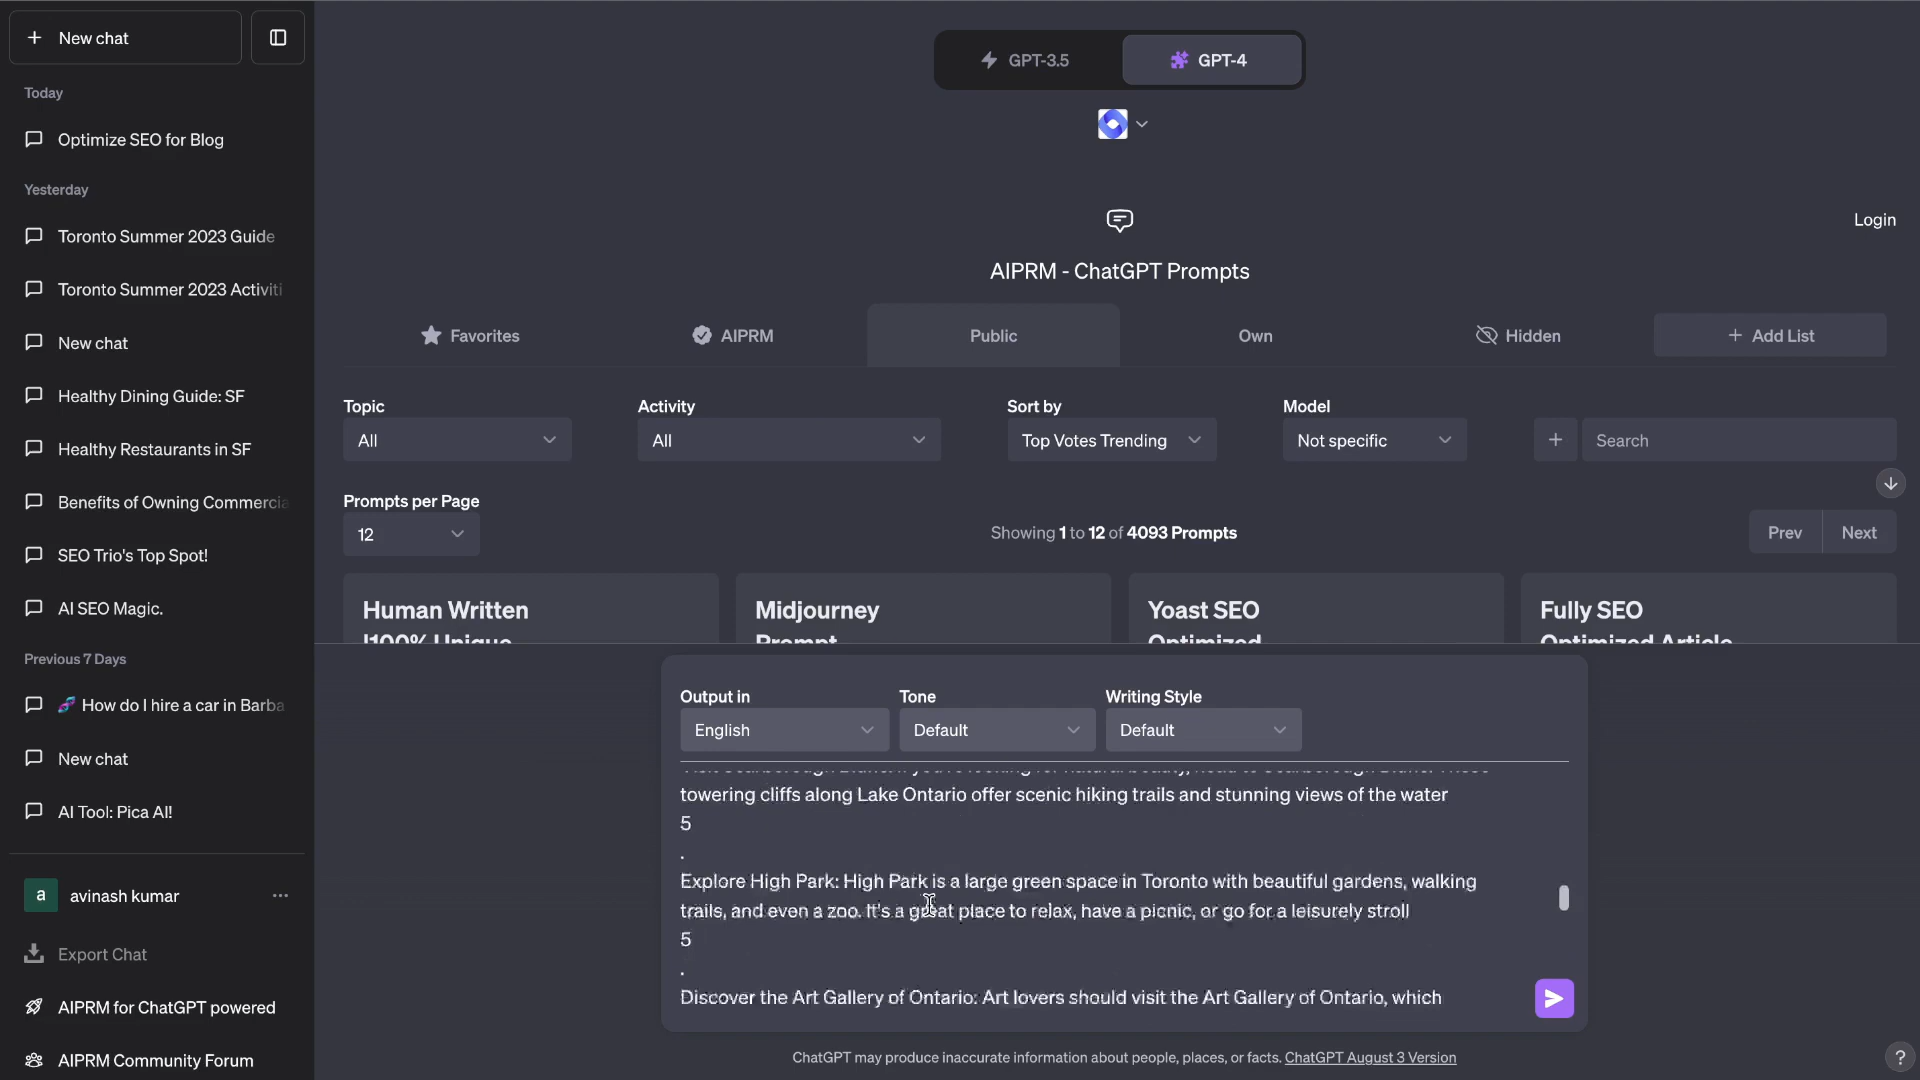 New chat
Today
Optimize SEO for Blog
Yesterday
Toronto Summer 2023 Guide
Toronto Summer 2023 Activiti
New chat
Healthy Dining Guide: SF
Healthy Restaurants in SF
Benefits of Owning Commercia
SEO Trio's Top Spot!
AI SEO Magic.
Previous 7 Days
How do I hire a car in Barba
New chat
AI Tool: Pica AI!
a avinash kumar
Export Chat
AIPRM for ChatGPT powered
AIPRM Community Forum
GPT-3.5 GPT-4
Login
AIPRM - ChatGPT Prompts
Favorites AIPRM Public Own Hidden + Add List
Topic Activity Sort by Model
All All Top Votes Trending Not specific + Search
Prompts per Page
12 Showing 1 to 12 of 4093 Prompts Prev Next
Human Written Midjourney Yoast SEO Fully SEO
|100% Unique Prompt Optimized Optimized Article
Output in Tone Writing Style
English Default Default
towering cliffs along Lake Ontario offer scenic hiking trails and stunning views of the water
5
.
Explore High Park: High Park is a large green space in Toronto with beautiful gardens, walking
trails, and even a zoo. It's a great place to relax, have a picnic, or go for a leisurely stroll
5
.
Discover the Art Gallery of Ontario: Art lovers should visit the Art Gallery of Ontario, which
ChatGPT may produce inaccurate information about people, places, or facts. ChatGPT August 3 Version
?